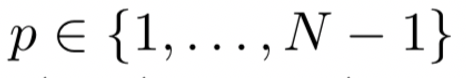 p ∈ {1, . . . , N − 1}